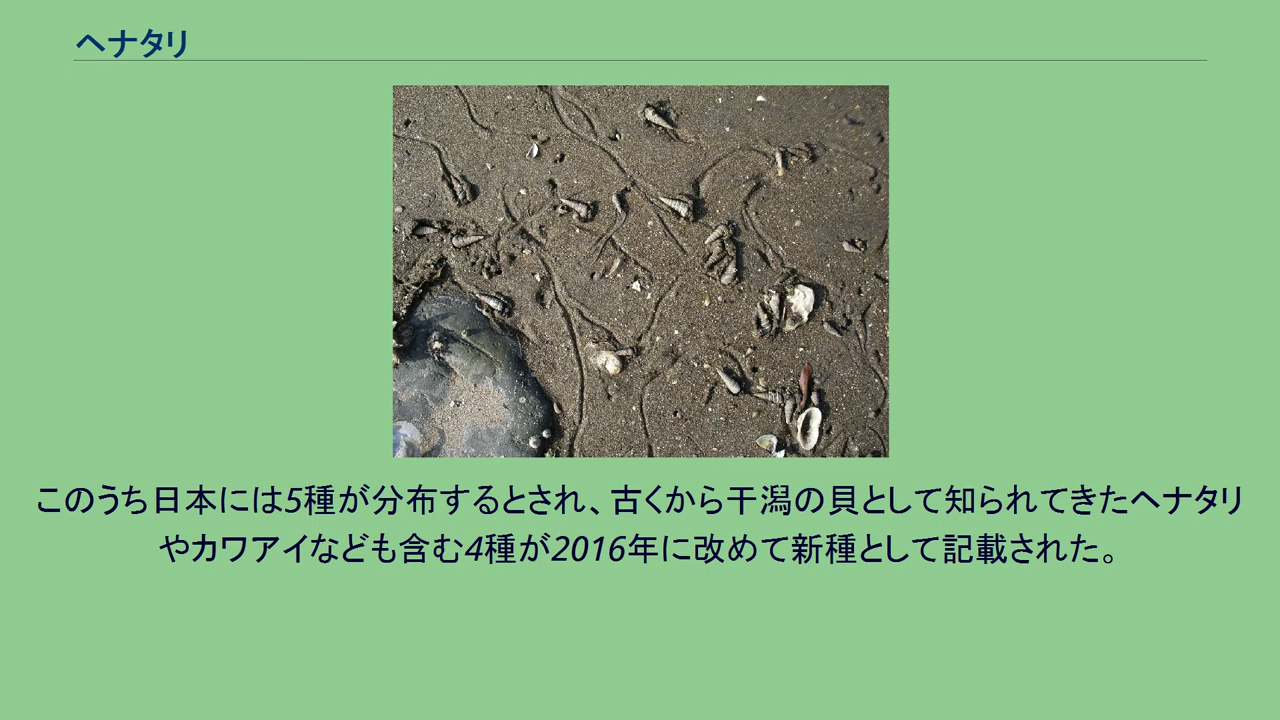 ヘナタリ
このうち日本には5種が分布するとされ、古くから干潟の貝として知られてきたヘナタリ
やカワアイなども含む4種が2016年に改めて新種として記載された。